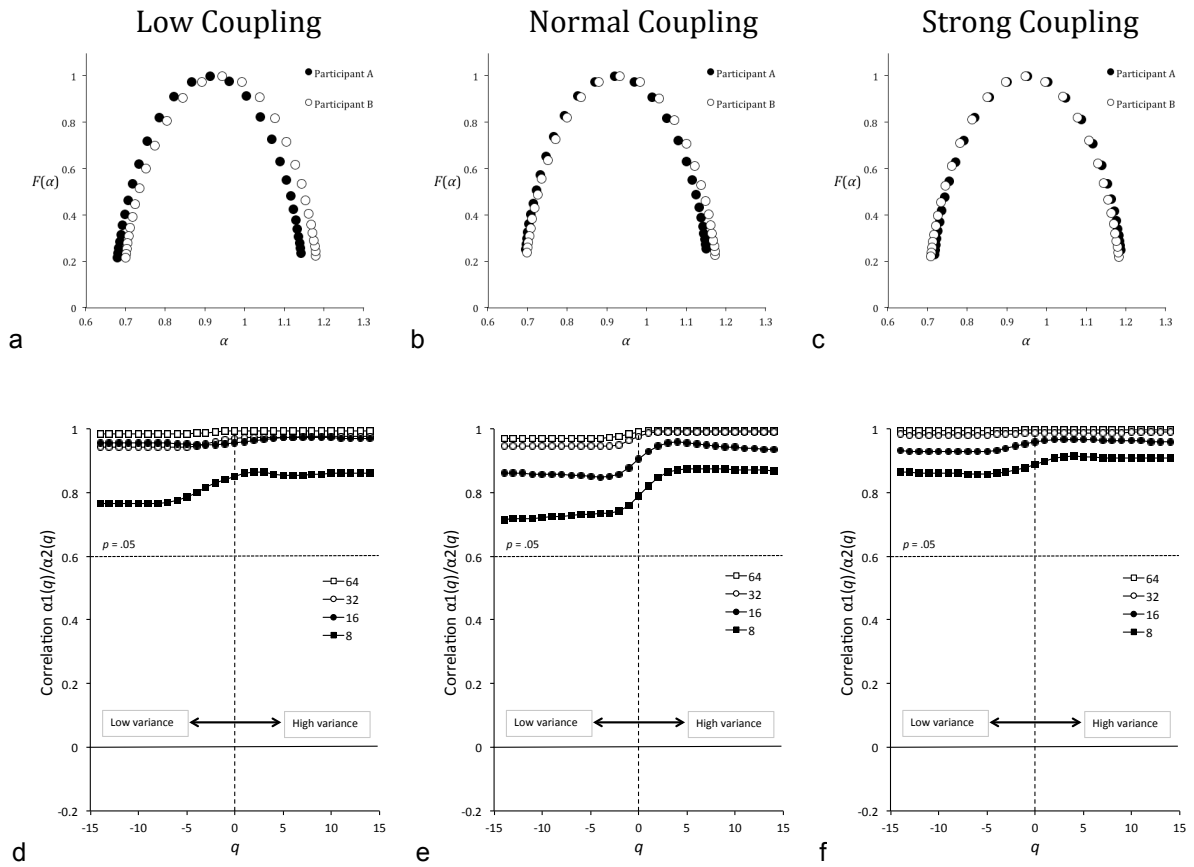 Low Coupling
Normal Coupling
Strong Coupling
1
0.8
0.6
0.4
0.2
0
F(α)
Participant A
Participant B
0.6 0.7 0.8 0.9 1 1.1 1.2 1.3
α
a
1
0.8
0.6
0.4
0.2
0
F(α)
Participant A
Participant B
0.6 0.7 0.8 0.9 1 1.1 1.2 1.3
α
b
1
0.8
0.6
0.4
0.2
0
F(α)
Participant A
Participant B
0.6 0.7 0.8 0.9 1 1.1 1.2 1.3
α
c
Correlation α1(q)/α2(q)
1
0.8
0.6
0.4
0.2
0
-0.2
p = .05
64
32
16
8
Low variance
High variance
-15 -10 -5 0 5 10 15
q
d
Correlation α1(q)/α2(q)
1
0.8
0.6
0.4
0.2
0
-0.2
p = .05
64
32
16
8
Low variance
High variance
-15 -10 -5 0 5 10 15
q
e
Correlation α1(q)/α2(q)
1
0.8
0.6
0.4
0.2
0
-0.2
p = .05
64
32
16
8
Low variance
High variance
-15 -10 -5 0 5 10 15
q
f